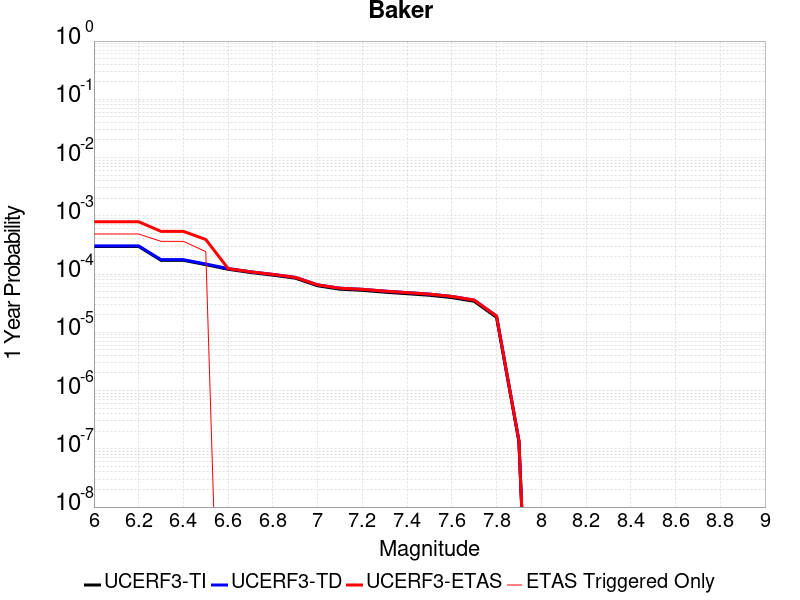 Baker
10^0
10^-1
10^-2
10^-3
10^-4
10^-5
10^-6
10^-7
10^-8
1 Year Probability
6 6.2 6.4 6.6 6.8 7 7.2 7.4 7.6 7.8 8 8.2 8.4 8.6 8.8 9
Magnitude
UCERF3-TI UCERF3-TD UCERF3-ETAS ETAS Triggered Only